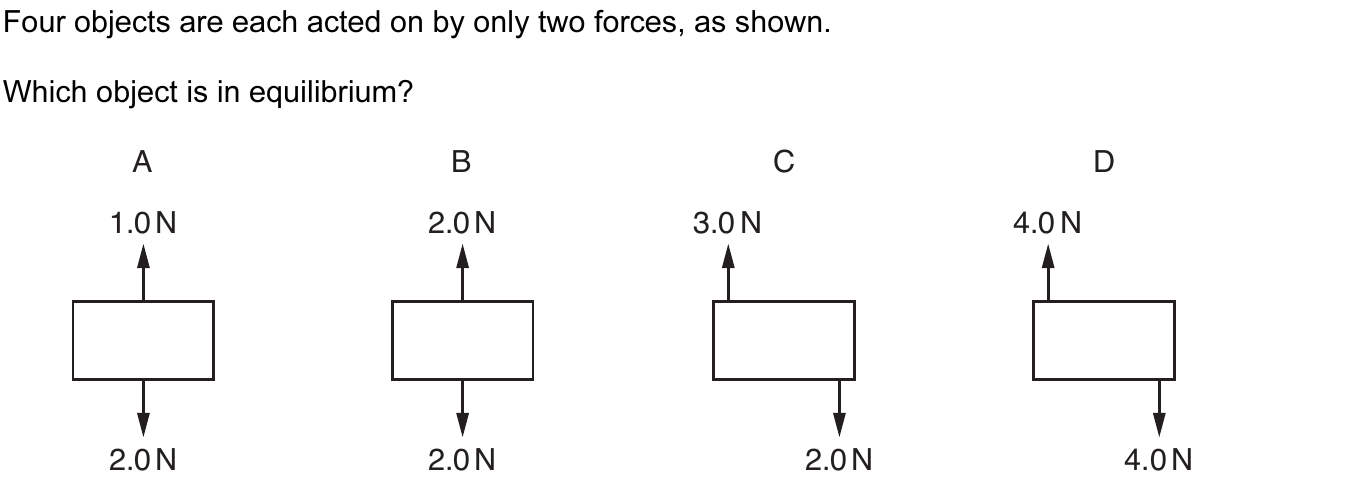 Four objects are each acted on by only two forces, as shown.
Which object is in equilibrium?
A B C D
1.0 N 2.0 N 3.0 N 4.0 N
2.0 N 2.0 N 2.0 N 4.0 N